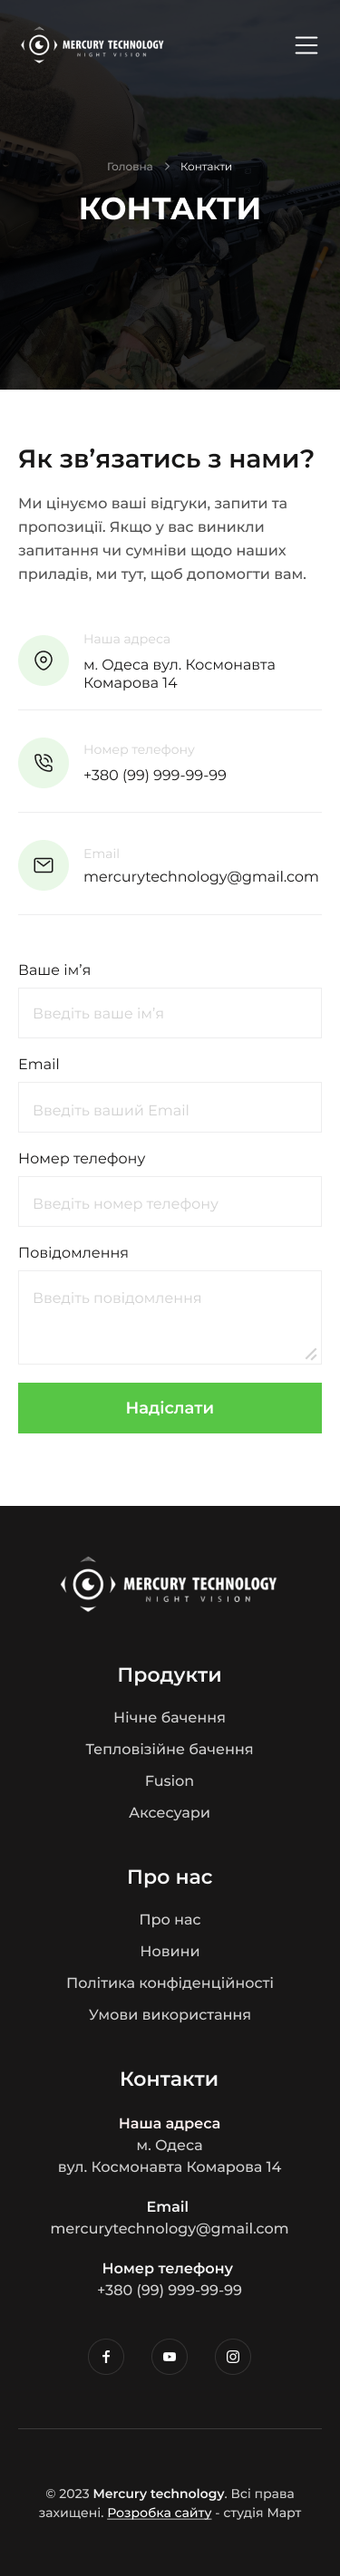 MERCURY TECHNOLOGY
NIGHT VISION
Головна > Контакти
КОНТАКТИ
Як зв’язатись з нами?
Ми цінуємо ваші відгуки, запити та
пропозиції. Якщо у вас виникли
запитання чи сумніви щодо наших
приладів, ми тут, щоб допомогти вам.
Наша адреса
м. Одеса вул. Космонавта
Комарова 14
Номер телефону
+380 (99) 999-99-99
Email
mercurytechnology@gmail.com
Ваше ім’я
Введіть ваше ім’я
Email
Введіть ваший Email
Номер телефону
Введіть номер телефону
Повідомлення
Введіть повідомлення
Надіслати
MERCURY TECHNOLOGY
NIGHT VISION
Продукти
Нічне бачення
Тепловізійне бачення
Fusion
Аксесуари
Про нас
Про нас
Новини
Політика конфіденційності
Умови використання
Контакти
Наша адреса
м. Одеса
вул. Космонавта Комарова 14
Email
mercurytechnology@gmail.com
Номер телефону
+380 (99) 999-99-99
© 2023 Mercury technology. Всі права
захищені. Розробка сайту - студія Март